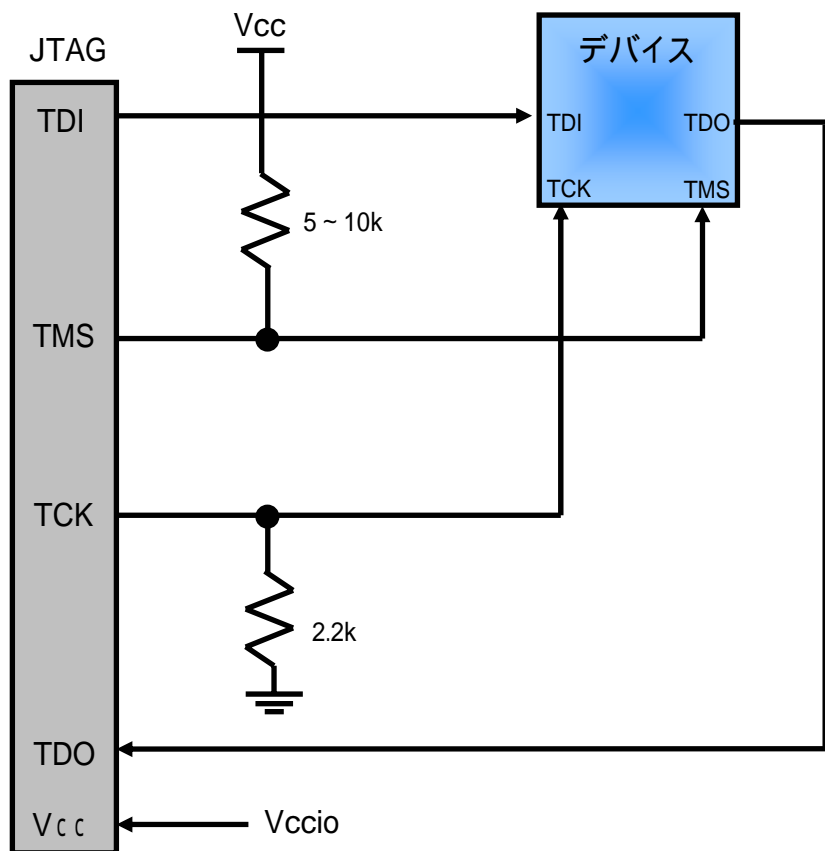 Vcc
JTAG
デバイス
TDI
TDI
TDO
TCK
TMS
5 ~ 10k
TMS
TCK
2.2k
TDO
Vcc
Vccio